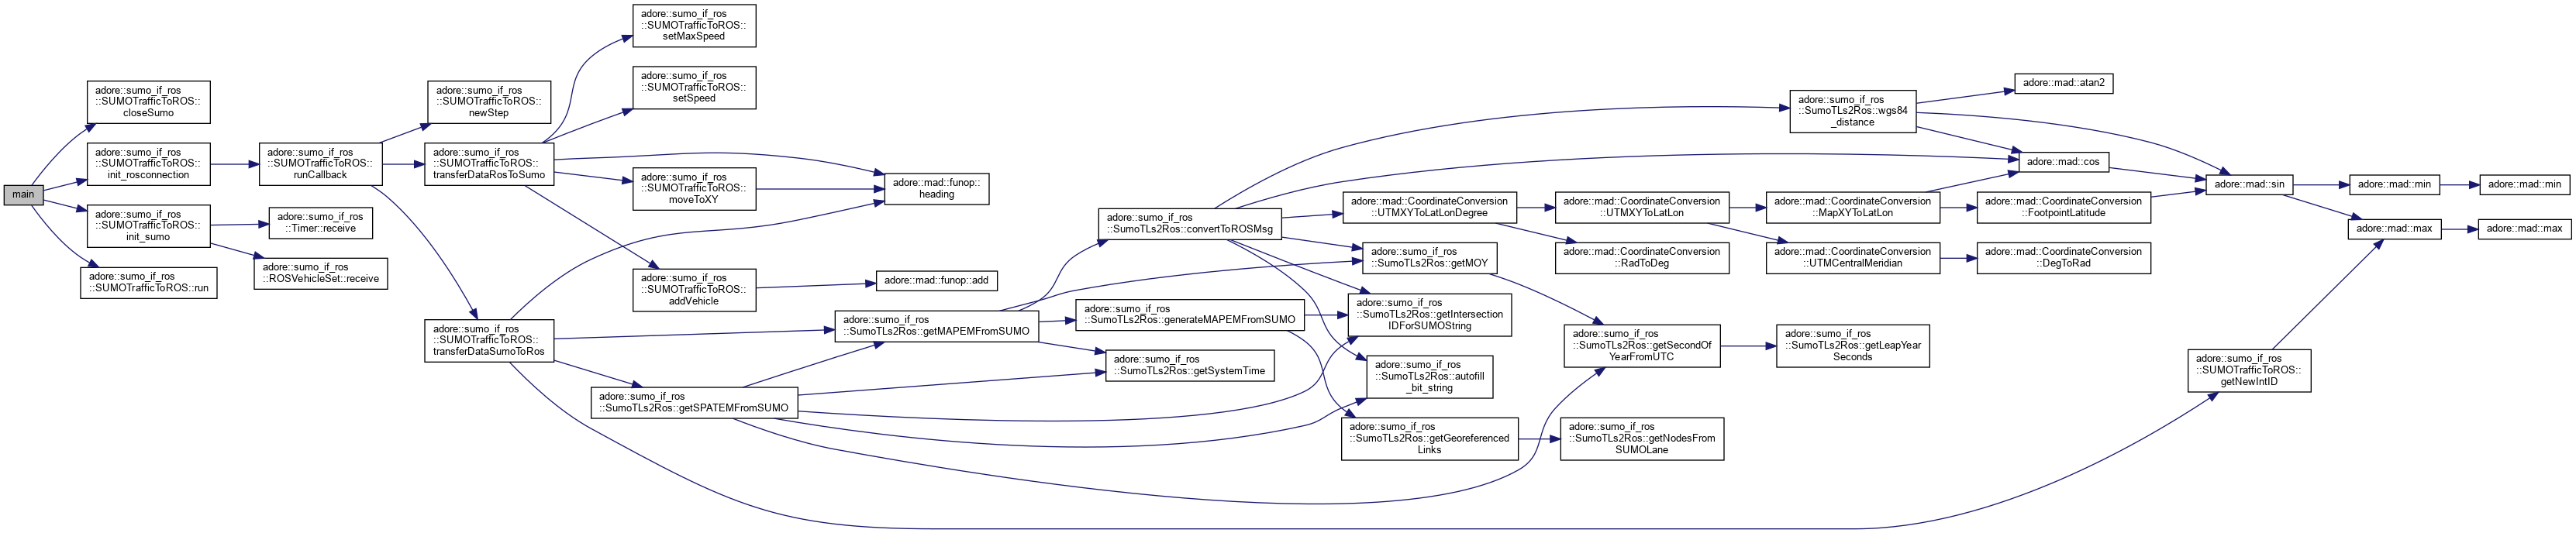 main
adore::sumo_if_ros
::SUMOTrafficToROS::
closeSumo
adore::sumo_if_ros
::SUMOTrafficToROS::
init_rosconnection
adore::sumo_if_ros
::SUMOTrafficToROS::
init_sumo
adore::sumo_if_ros
::SUMOTrafficToROS::run
adore::sumo_if_ros
::SUMOTrafficToROS::
runCallback
adore::sumo_if_ros
::Timer::receive
adore::sumo_if_ros
::ROSVehicleSet::receive
adore::sumo_if_ros
::SUMOTrafficToROS::
newStep
adore::sumo_if_ros
::SUMOTrafficToROS::
transferDataRosToSumo
adore::sumo_if_ros
::SUMOTrafficToROS::
transferDataSumoToRos
adore::sumo_if_ros
::SUMOTrafficToROS::
setMaxSpeed
adore::sumo_if_ros
::SUMOTrafficToROS::
setSpeed
adore::sumo_if_ros
::SUMOTrafficToROS::
moveToXY
adore::sumo_if_ros
::SUMOTrafficToROS::
addVehicle
adore::sumo_if_ros
::SumoTLs2Ros::getSPATEMFromSUMO
adore::mad::funop::
heading
adore::mad::funop::add
adore::sumo_if_ros
::SumoTLs2Ros::getMAPEMFromSUMO
adore::sumo_if_ros
::SumoTLs2Ros::convertToROSMsg
adore::sumo_if_ros
::SumoTLs2Ros::generateMAPEMFromSUMO
adore::sumo_if_ros
::SumoTLs2Ros::getSystemTime
adore::mad::CoordinateConversion
::UTMXYToLatLonDegree
adore::sumo_if_ros
::SumoTLs2Ros::getMOY
adore::sumo_if_ros
::SumoTLs2Ros::getIntersection
IDForSUMOString
adore::sumo_if_ros
::SumoTLs2Ros::autofill
_bit_string
adore::sumo_if_ros
::SumoTLs2Ros::getGeoreferenced
Links
adore::mad::CoordinateConversion
::UTMXYToLatLon
adore::mad::CoordinateConversion
::RadToDeg
adore::sumo_if_ros
::SumoTLs2Ros::getSecondOf
YearFromUTC
adore::sumo_if_ros
::SumoTLs2Ros::getNodesFrom
SUMOLane
adore::sumo_if_ros
::SumoTLs2Ros::wgs84
_distance
adore::mad::CoordinateConversion
::MapXYToLatLon
adore::mad::CoordinateConversion
::UTMCentralMeridian
adore::sumo_if_ros
::SumoTLs2Ros::getLeapYear
Seconds
adore::mad::atan2
adore::mad::cos
adore::mad::CoordinateConversion
::FootpointLatitude
adore::mad::CoordinateConversion
::DegToRad
adore::mad::sin
adore::sumo_if_ros
::SUMOTrafficToROS::
getNewIntID
adore::mad::min
adore::mad::max
adore::mad::min
adore::mad::max